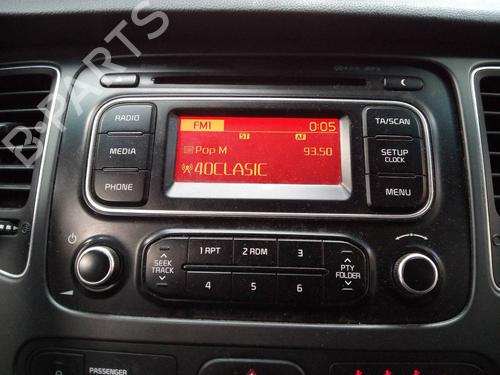 B-PARTS
RADIO
MEDIA
PHONE
FM1
0:05
ST
AF
Pop M
93.50
40CLASIC
TA/SCAN
SETUP
CLOCK
MENU
SEEK
TRACK
1 RPT
2 RDM
3
4
5
6
PTY
FOLDER
PASSENGER